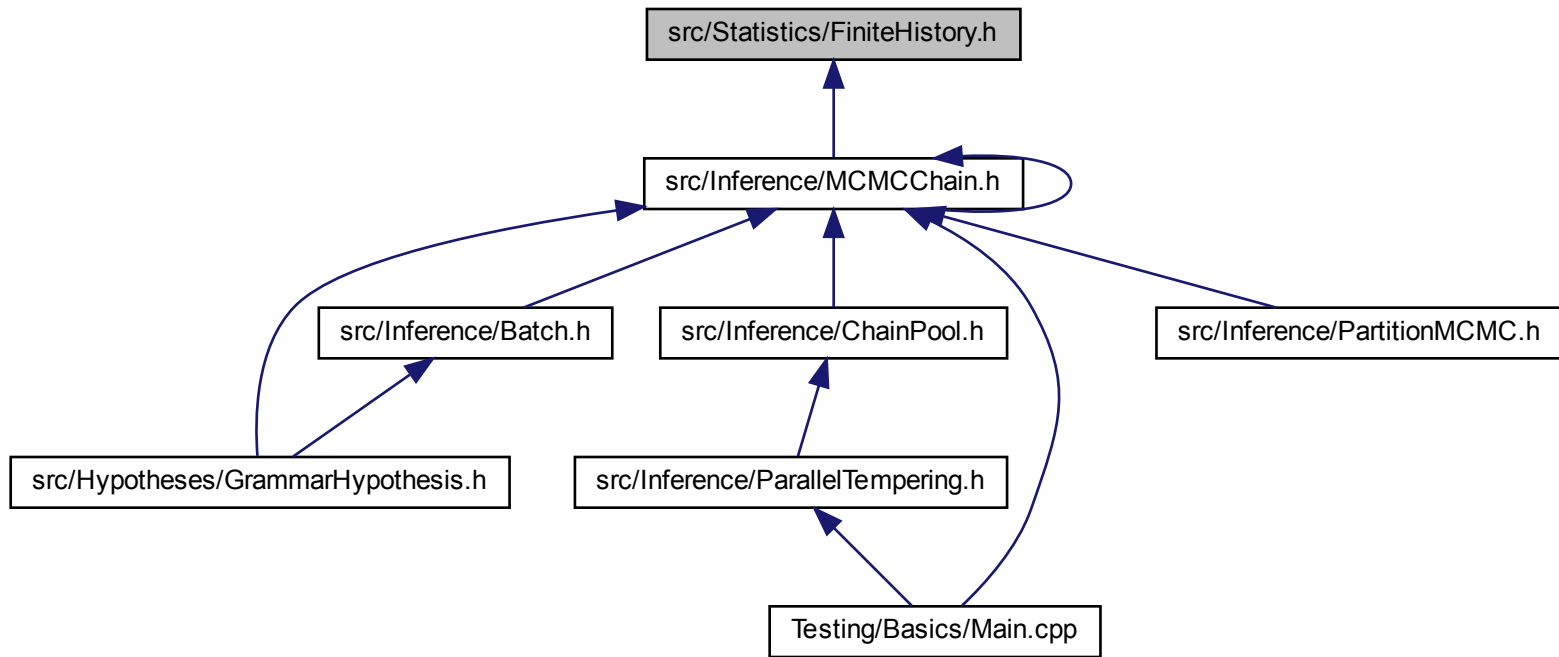 src/Statistics/FiniteHistory.h
src/Inference/MCMCChain.h
src/Inference/Batch.h
src/Inference/ChainPool.h
src/Inference/PartitionMCMC.h
src/Hypotheses/GrammarHypothesis.h
src/Inference/ParallelTempering.h
Testing/Basics/Main.cpp